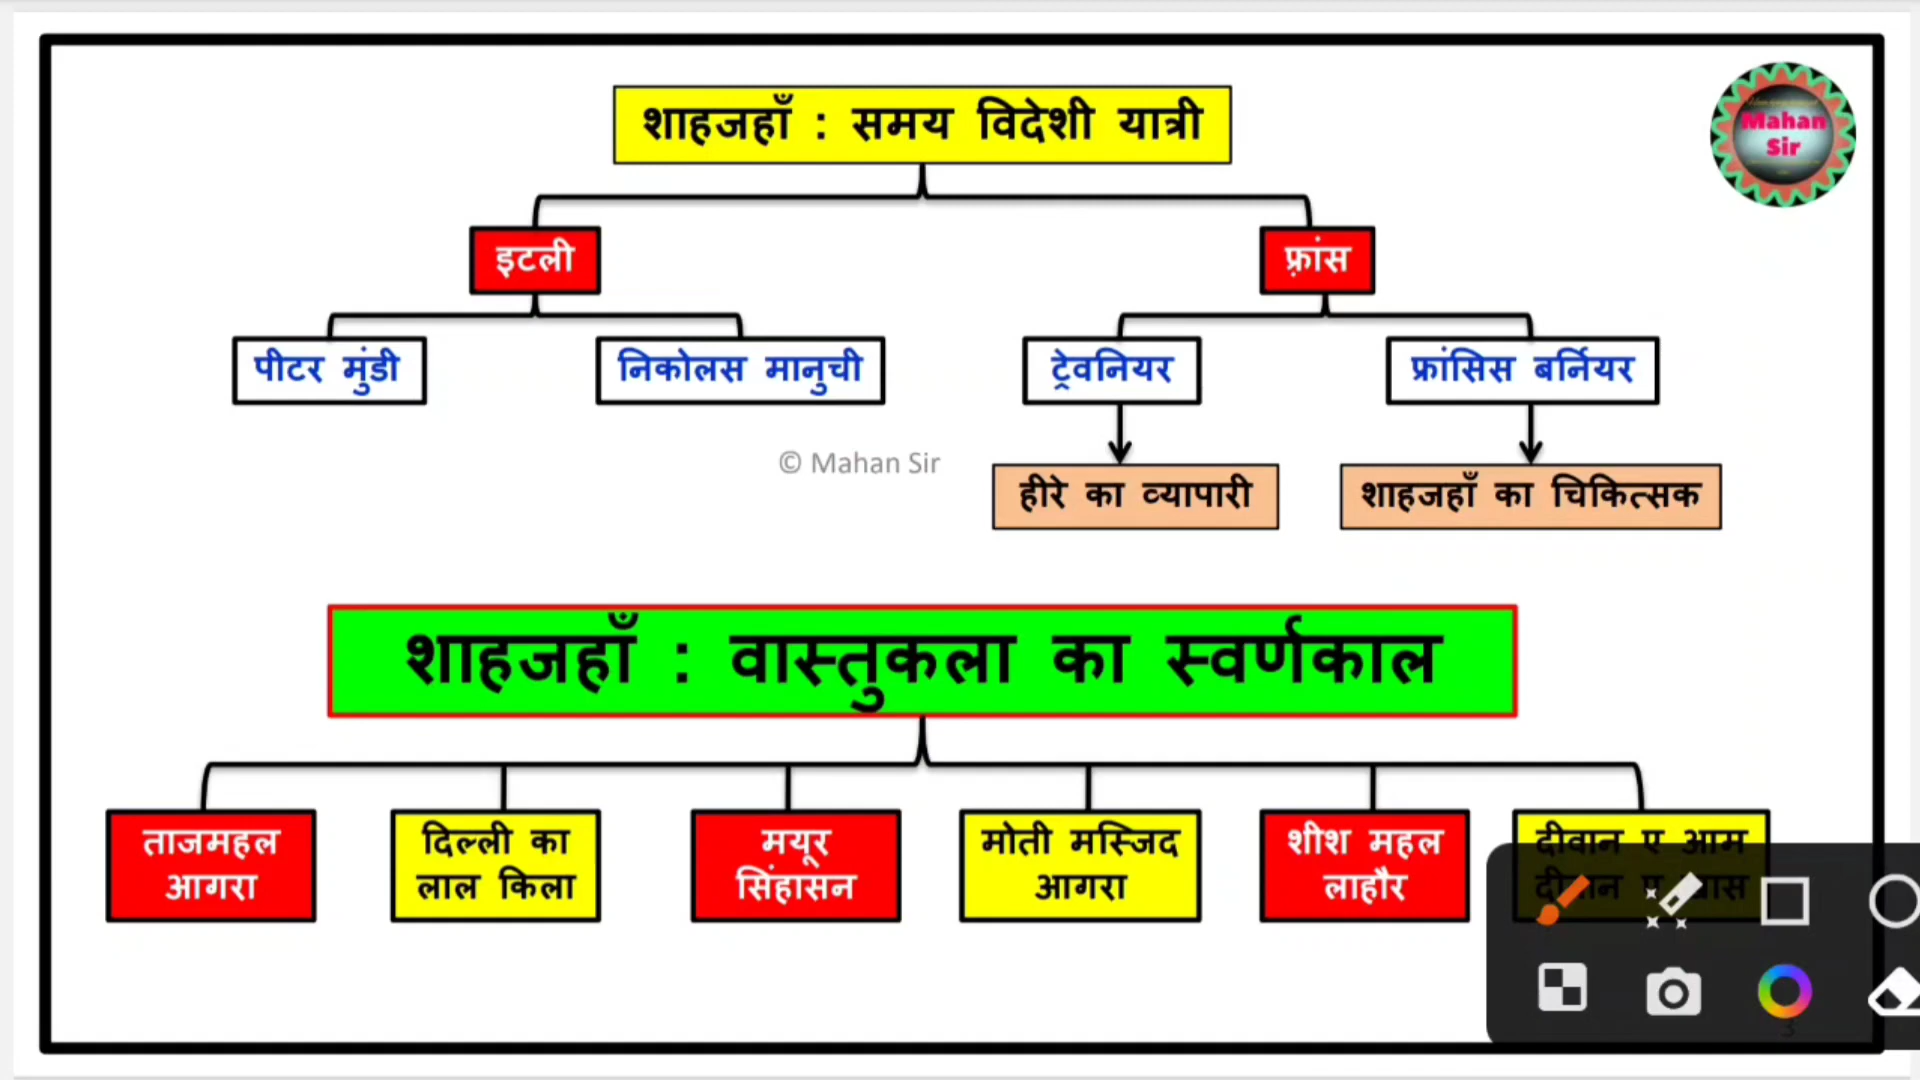 शाहजहाँ : समय विदेशी यात्री
Mahan
Sir
इटली
फ़्रांस
पीटर मुंडी
निकोलस मानुची
ट्रेवनियर
फ्रांसिस बर्नियर
© Mahan Sir
हीरे का व्यापारी
शाहजहाँ का चिकित्सक
शाहजहाँ : वास्तुकला का स्वर्णकाल
ताजमहल
आगरा
दिल्ली का
लाल किला
मयूर
सिंहासन
मोती मस्जिद
आगरा
शीश महल
लाहौर
दीवान ए आम
दीवान ए खास
3